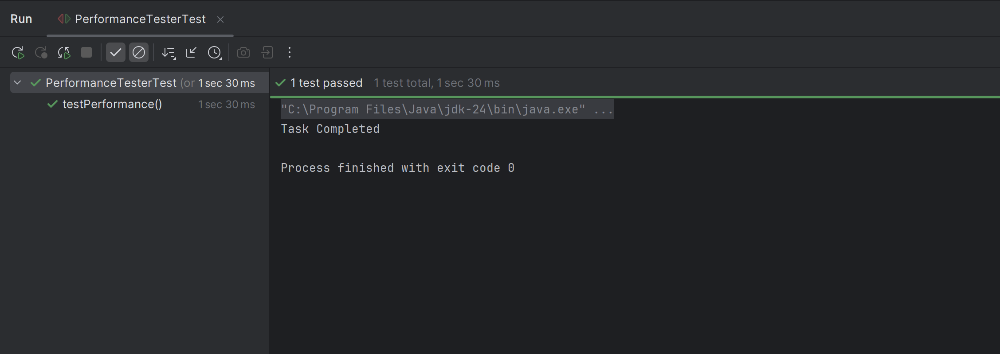 Run PerformanceTesterTest
PerformanceTesterTest (or 1 sec 30 ms
testPerformance() 1 sec 30 ms
1 test passed 1 test total, 1 sec 30 ms
"C:\Program Files\Java\jdk-24\bin\java.exe" ...
Task Completed
Process finished with exit code 0